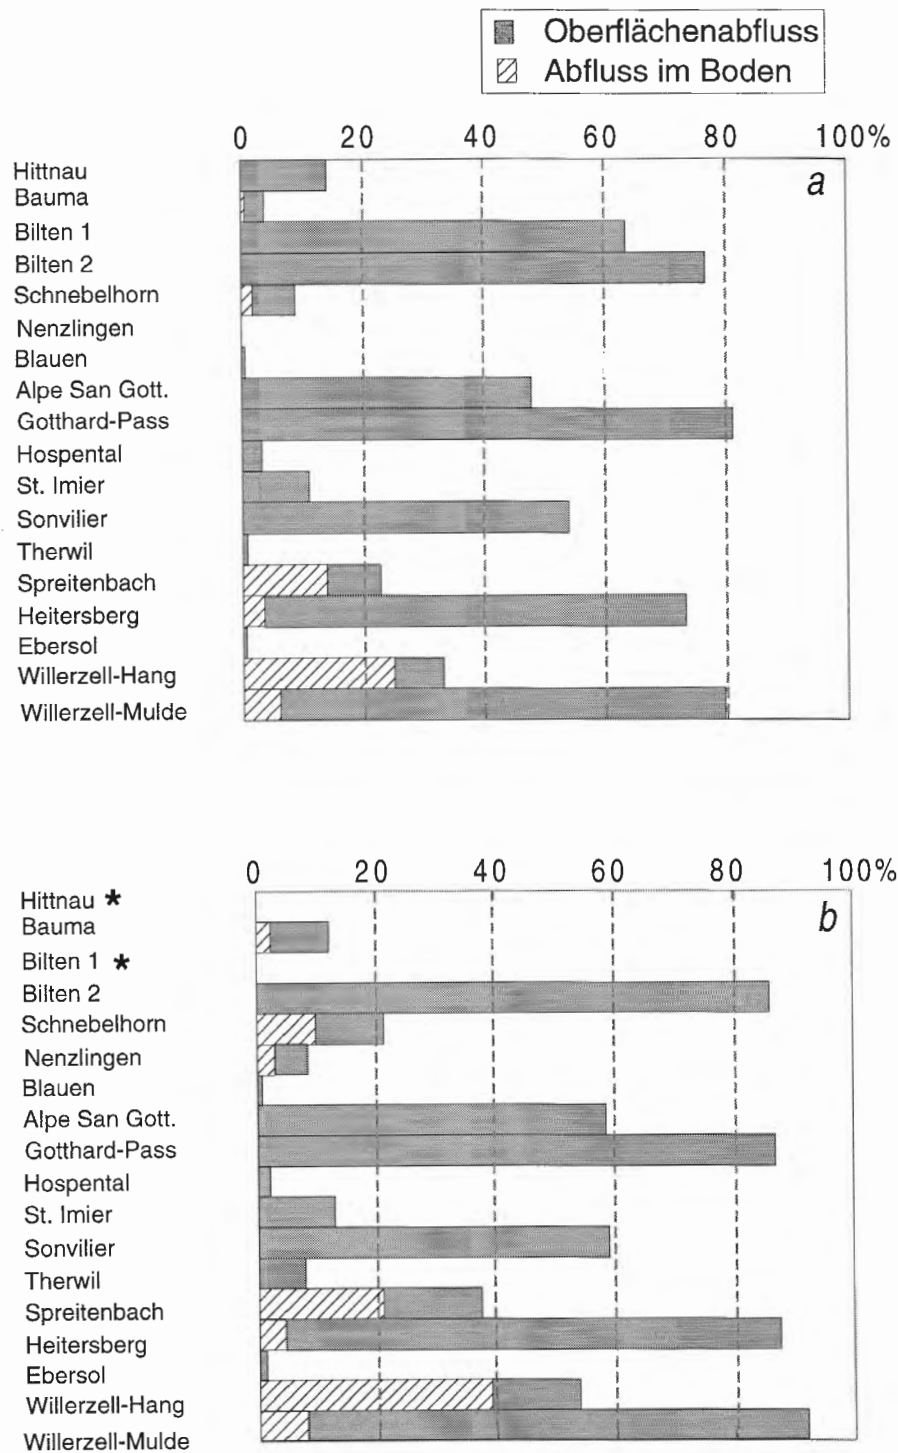 Oberflächenabfluss
Abfluss im Boden
0 20 40 60 80 100%
a
Hittnau
Bauma
Bilten 1
Bilten 2
Schnebelhorn
Nenzlingen
Blauen
Alpe San Gott.
Gotthard-Pass
Hospental
St. Imier
Sonvilier
Therwil
Spreitenbach
Heitersberg
Ebersol
Willerzell-Hang
Willerzell-Mulde
0 20 40 60 80 100%
b
Hittnau *
Bauma
Bilten 1 *
Bilten 2
Schnebelhorn
Nenzlingen
Blauen
Alpe San Gott.
Gotthard-Pass
Hospental
St. Imier
Sonvilier
Therwil
Spreitenbach
Heitersberg
Ebersol
Willerzell-Hang
Willerzell-Mulde